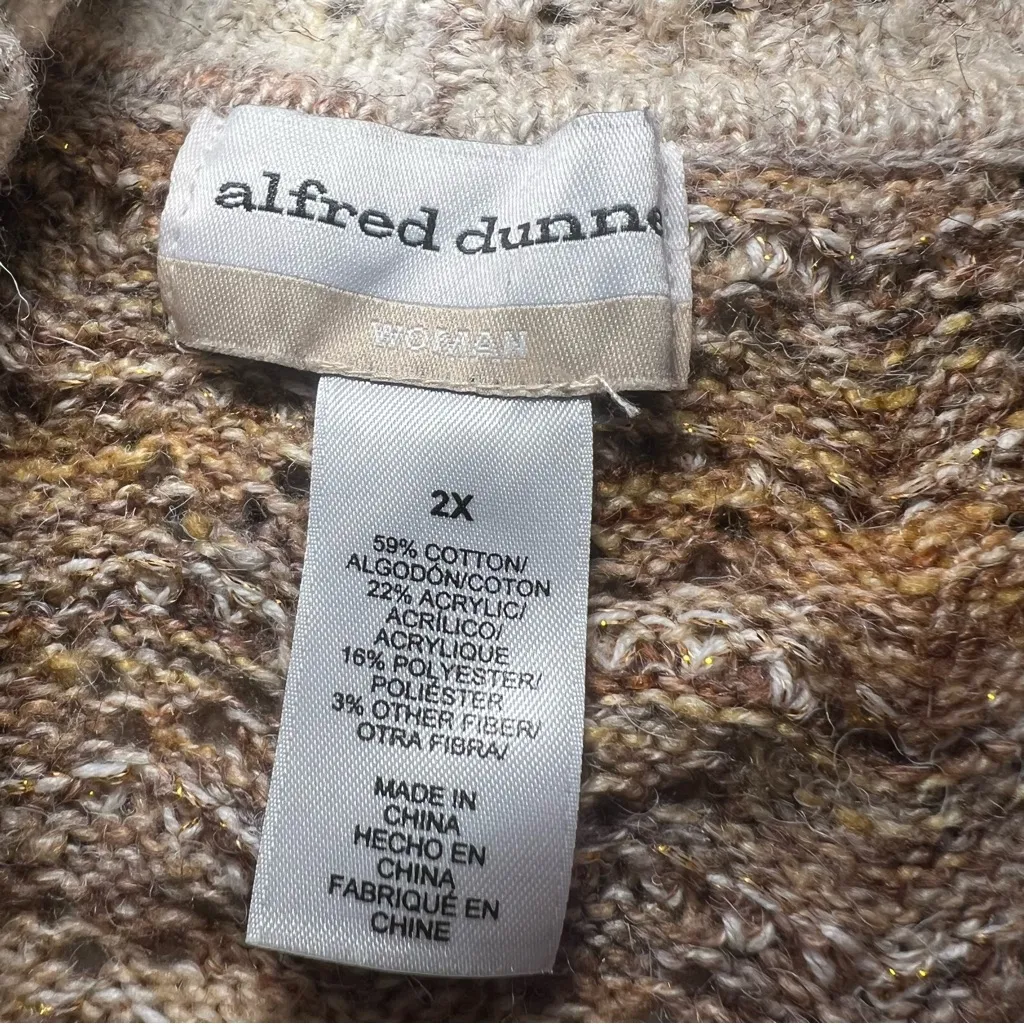 alfred dunne
WOMAN
2X
59% COTTON/
ALGODÓN/COTON
22% ACRYLIC/
ACRÍLICO/
ACRYLIQUE
16% POLYESTER/
POLIÉSTER
3% OTHER FIBER/
OTRA FIBRA/
MADE IN
CHINA
HECHO EN
CHINA
FABRIQUÉ EN
CHINE